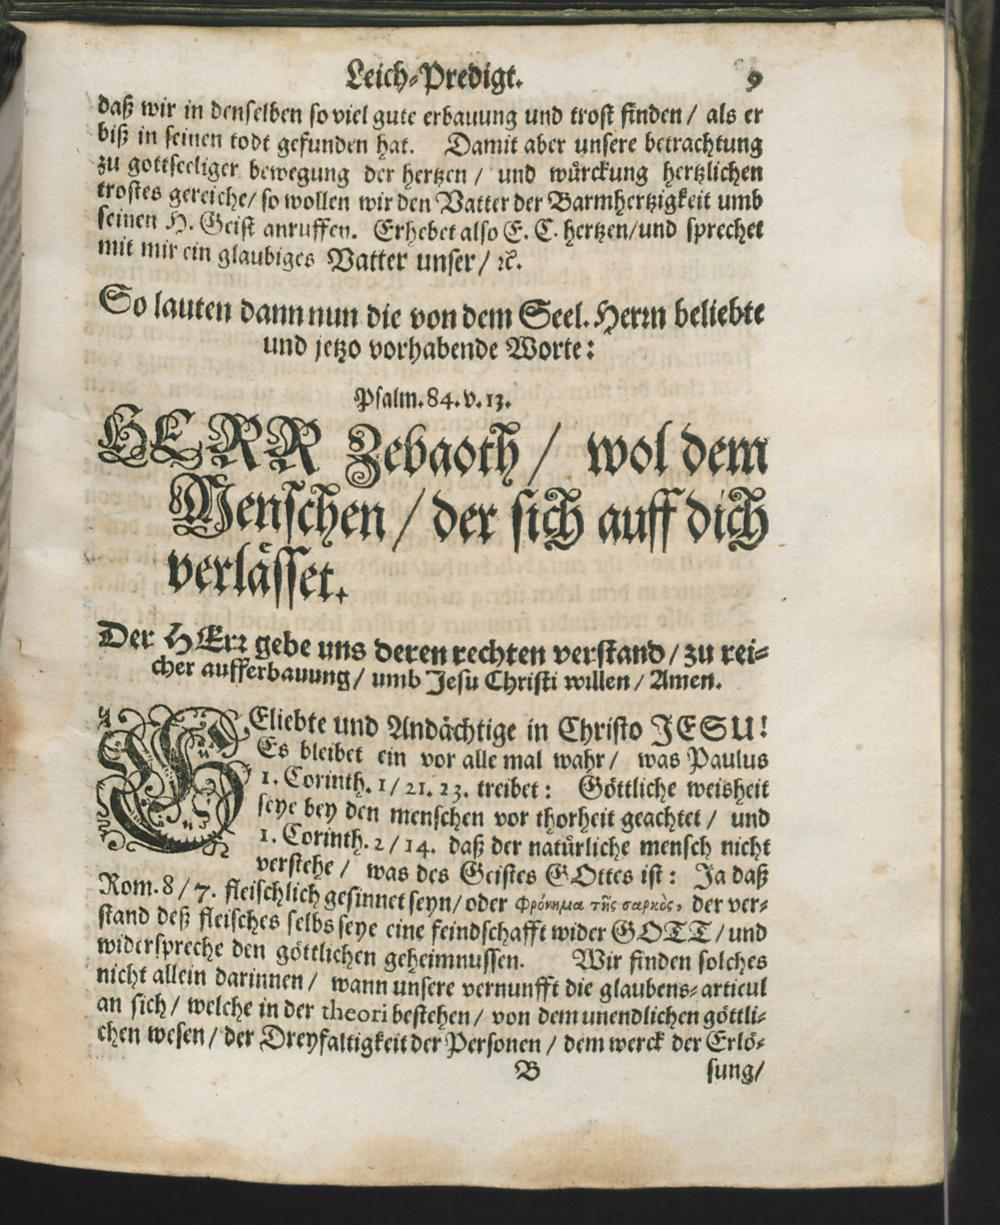 Leich-Predigt. 9
daß wir in denselben so viel gute erbauung und trost finden / als er
biß in seinen todt gefunden hat. Damit aber unsere betrachtung
zu gottseeliger bewegung der hertzen / und würckung hertzlichen
trostes gereiche / so wollen wir den Vatter der Barmhertzigkeit umb
seinen H. Geist anruffen. Erhebet also E. C. hertzen / und sprechet
mit mir ein glaubiges Vatter unser / ꝛc.
So lauten dann nun die von dem Seel. Herrn beliebte
und jetzo vorhabende Worte:
Psalm. 84. v. 13.
HERR Zebaoth / wol dem
Menschen / der sich auff dich
verlässet.
Der HErr gebe uns deren rechten verstand / zu rei-
cher aufferbauung / umb Jesu Christi willen / Amen.
GEliebte und Andächtige in Christo JESU!
Es bleibet ein vor alle mal wahr / was Paulus
1. Corinth. 1 / 21. 23. treibet: Göttliche weisheit
seye bey den menschen vor thorheit geachtet / und
1. Corinth. 2 / 14. daß der natürliche mensch nicht
verstehe / was des Geistes GOttes ist: Ja daß
Rom. 8 / 7. fleischlich gesinnet seyn / oder φρόνημα τῆς σαρκὸς, der ver-
stand deß fleisches selbs seye eine feindschafft wider GOTT / und
widerspreche den göttlichen geheimnussen. Wir finden solches
nicht allein darinnen / wann unsere vernunfft die glaubens-articul
an sich / welche in der theori bestehen / von dem unendlichen göttli-
chen wesen / der Dreyfaltigkeit der Personen / dem werck der Erlö-
B sung /